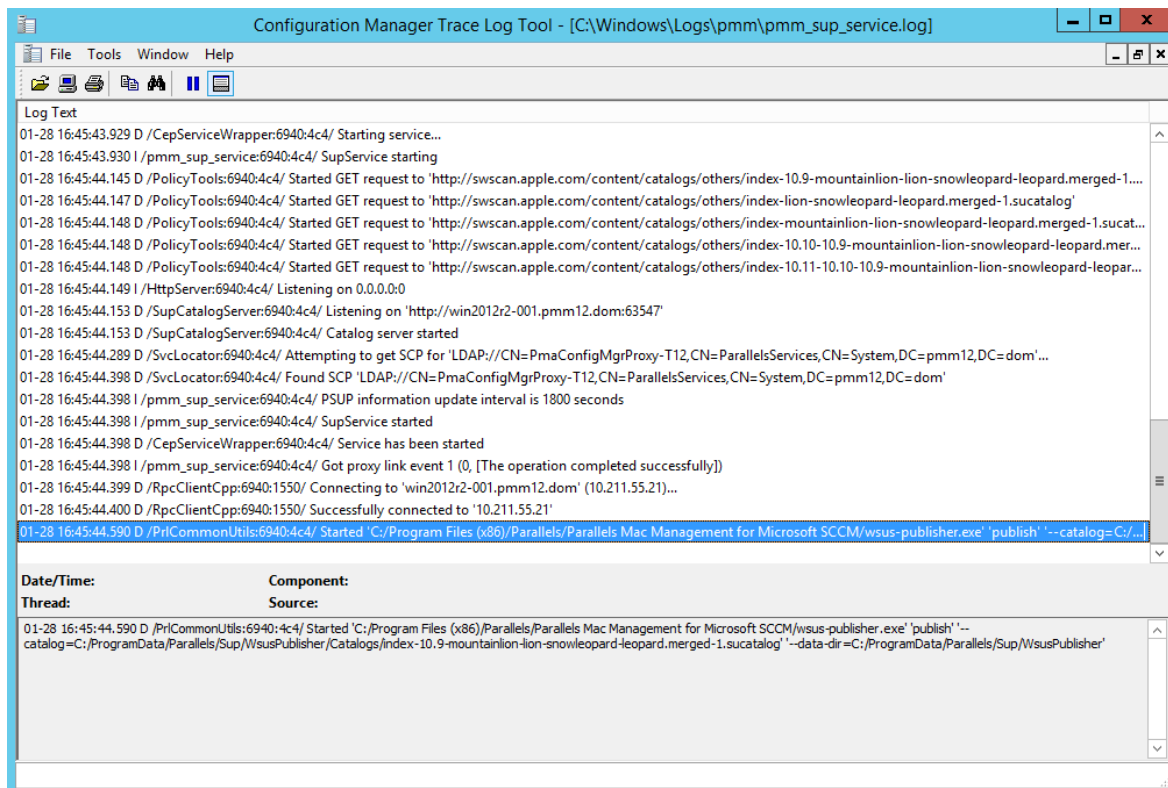 Configuration Manager Trace Log Tool - [C:\Windows\Logs\pmm\pmm_sup_service.log]
File Tools Window Help
Log Text
01-28 16:45:43.929 D /CepServiceWrapper:6940:4c4/ Starting service...
01-28 16:45:43.930 I /pmm_sup_service:6940:4c4/ SupService starting
01-28 16:45:44.145 D /PolicyTools:6940:4c4/ Started GET request to 'http://swscan.apple.com/content/catalogs/others/index-10.9-mountainlion-lion-snowleopard-leopard.merged-1....
01-28 16:45:44.147 D /PolicyTools:6940:4c4/ Started GET request to 'http://swscan.apple.com/content/catalogs/others/index-lion-snowleopard-leopard.merged-1.sucatalog'
01-28 16:45:44.148 D /PolicyTools:6940:4c4/ Started GET request to 'http://swscan.apple.com/content/catalogs/others/index-mountainlion-lion-snowleopard-leopard.merged-1.sucat...
01-28 16:45:44.148 D /PolicyTools:6940:4c4/ Started GET request to 'http://swscan.apple.com/content/catalogs/others/index-10.10-10.9-mountainlion-lion-snowleopard-leopard.mer...
01-28 16:45:44.148 D /PolicyTools:6940:4c4/ Started GET request to 'http://swscan.apple.com/content/catalogs/others/index-10.11-10.10-10.9-mountainlion-lion-snowleopard-leopar...
01-28 16:45:44.149 I /HttpServer:6940:4c4/ Listening on 0.0.0.0:0
01-28 16:45:44.153 D /SupCatalogServer:6940:4c4/ Listening on 'http://win2012r2-001.pmm12.dom:63547'
01-28 16:45:44.153 D /SupCatalogServer:6940:4c4/ Catalog server started
01-28 16:45:44.289 D /SvcLocator:6940:4c4/ Attempting to get SCP for 'LDAP://CN=PmaConfigMgrProxy-T12,CN=ParallelsServices,CN=System,DC=pmm12,DC=dom'...
01-28 16:45:44.398 D /SvcLocator:6940:4c4/ Found SCP 'LDAP://CN=PmaConfigMgrProxy-T12,CN=ParallelsServices,CN=System,DC=pmm12,DC=dom'
01-28 16:45:44.398 I /pmm_sup_service:6940:4c4/ PSUP information update interval is 1800 seconds
01-28 16:45:44.398 I /pmm_sup_service:6940:4c4/ SupService started
01-28 16:45:44.398 D /CepServiceWrapper:6940:4c4/ Service has been started
01-28 16:45:44.398 I /pmm_sup_service:6940:4c4/ Got proxy link event 1 (0, [The operation completed successfully])
01-28 16:45:44.399 D /RpcClientCpp:6940:1550/ Connecting to 'win2012r2-001.pmm12.dom' (10.211.55.21)...
01-28 16:45:44.400 D /RpcClientCpp:6940:1550/ Successfully connected to '10.211.55.21'
01-28 16:45:44.590 D /PrlCommonUtils:6940:4c4/ Started 'C:/Program Files (x86)/Parallels/Parallels Mac Management for Microsoft SCCM/wsus-publisher.exe' 'publish' '--catalog=C:/...
Date/Time: Component:
Thread: Source:
01-28 16:45:44.590 D /PrlCommonUtils:6940:4c4/ Started 'C:/Program Files (x86)/Parallels/Parallels Mac Management for Microsoft SCCM/wsus-publisher.exe' 'publish' '--
catalog=C:/ProgramData/Parallels/Sup/WsusPublisher/Catalogs/index-10.9-mountainlion-lion-snowleopard-leopard.merged-1.sucatalog' '--data-dir=C:/ProgramData/Parallels/Sup/WsusPublisher'